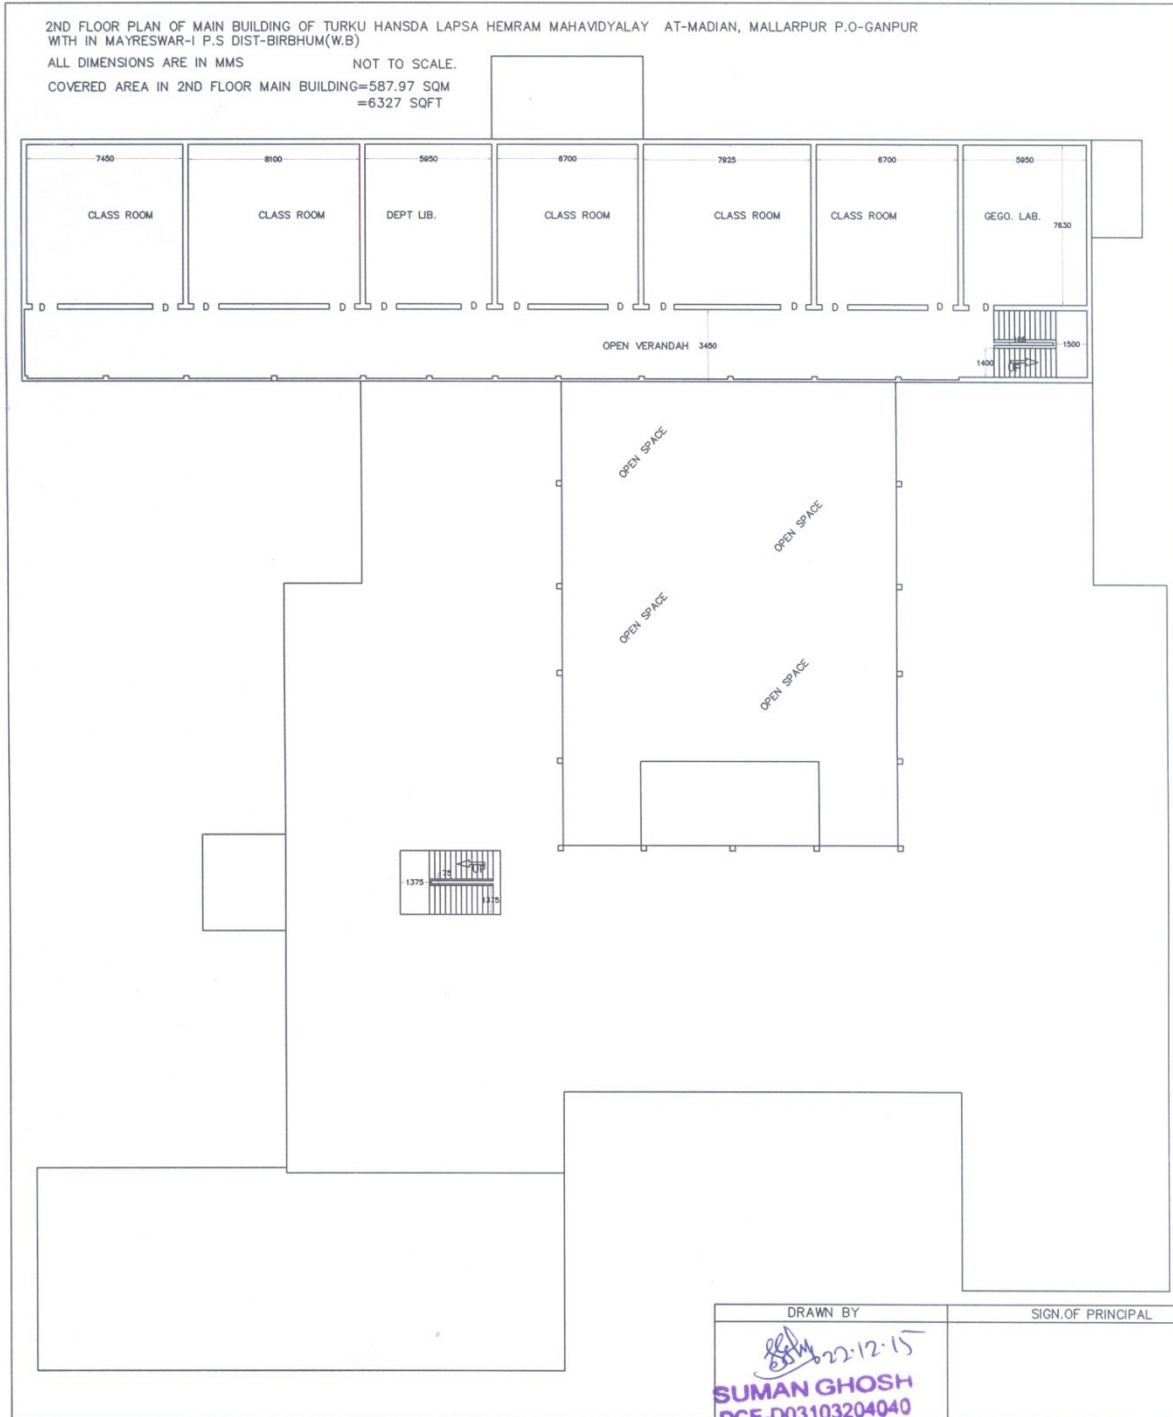 2ND FLOOR PLAN OF MAIN BUILDING OF TURKU HANSDA LAPSA HEMRAM MAHAVIDYALAY AT-MADIAN, MALLARPUR P.O-GANPUR
WITH IN MAYRESWAR-I P.S DIST-BIRBHUM(W.B)
ALL DIMENSIONS ARE IN MMS NOT TO SCALE.
COVERED AREA IN 2ND FLOOR MAIN BUILDING=587.97 SQM
=6327 SQFT
7450 8100 5950 6700 7925 6700 5950
CLASS ROOM CLASS ROOM DEPT LIB. CLASS ROOM CLASS ROOM CLASS ROOM GEGO. LAB.
7630
D D D D D D D D D D D D D
OPEN VERANDAH 3450
1500
1400
UP
OPEN SPACE
OPEN SPACE
OPEN SPACE
OPEN SPACE
UP
75
1375
1375
DRAWN BY SIGN.OF PRINCIPAL
22.12.15
SUMAN GHOSH
DCE-D03103204040